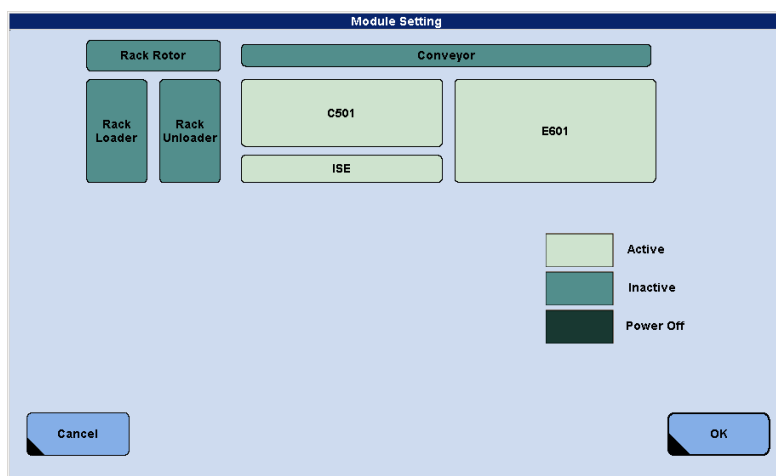 Module Setting
Rack Rotor
Conveyor
Rack
Loader
Rack
Unloader
C501
E601
ISE
Active
Inactive
Power Off
Cancel
OK